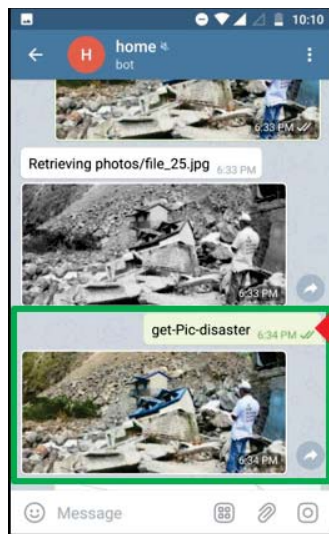 10:10
H
home
bot
6:33 PM
Retrieving photos/file_25.jpg 6:33 PM
6:33 PM
get-Pic-disaster 6:34 PM
6:34 PM
Message